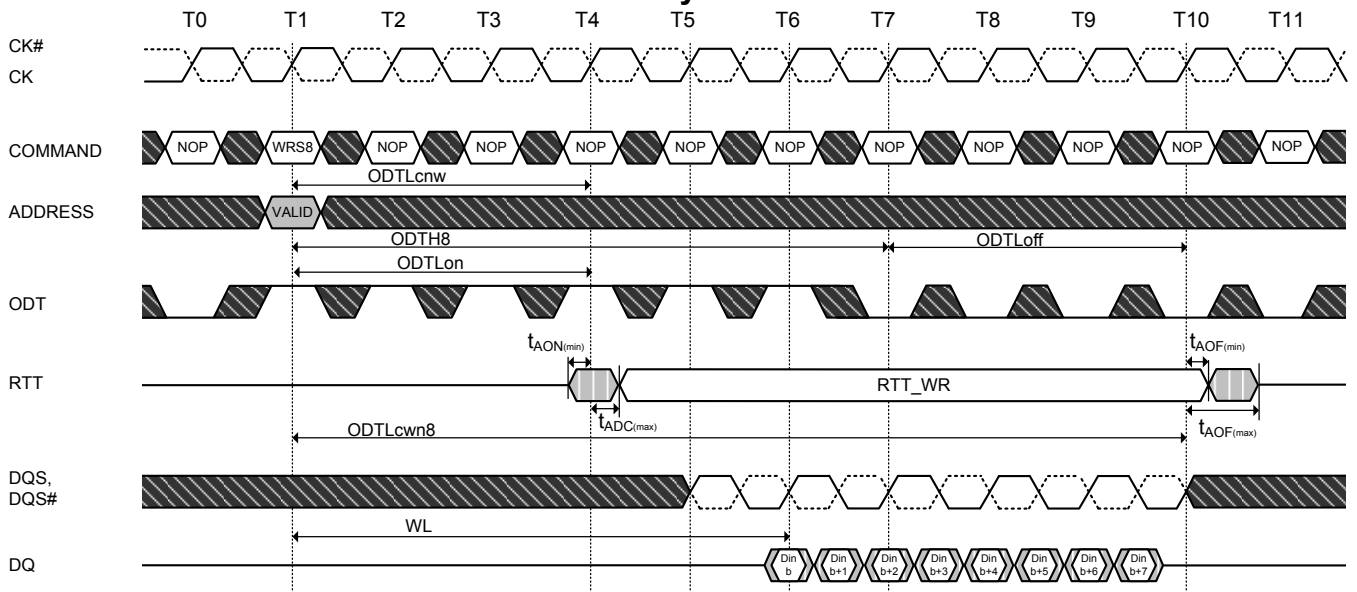 T0 T1 T2 T3 T4 T5 T6 T7 T8 T9 T10 T11
CK#
CK
COMMAND NOP WRS8 NOP NOP NOP NOP NOP NOP NOP NOP NOP NOP
ODTLcnw
ADDRESS VALID
ODTH8 ODTLoff
ODTLon
ODT
tAON(min) tAOF(min)
RTT RTT_WR
tADC(max) tAOF(max)
ODTLcwn8
DQS,
DQS#
WL
DQ Din b Din b+1 Din b+2 Din b+3 Din b+4 Din b+5 Din b+6 Din b+7